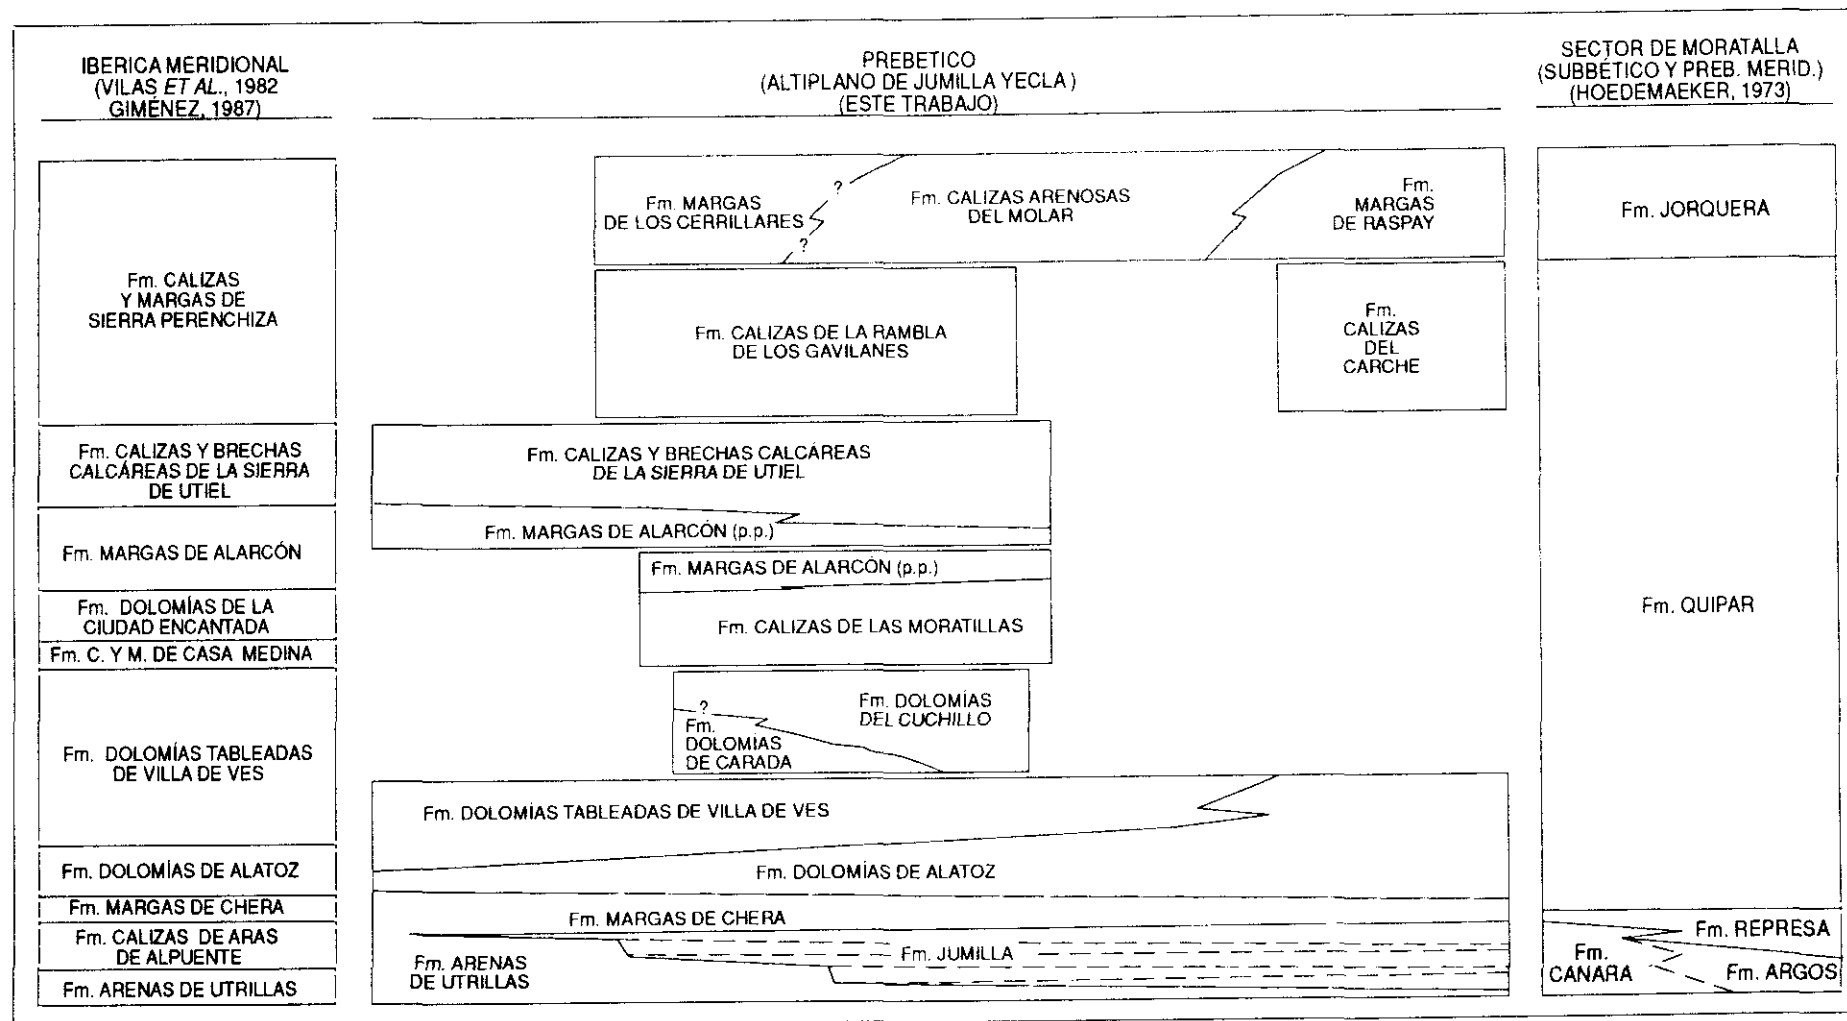 IBERICA MERIDIONAL
(VILAS ET AL., 1982
GIMÉNEZ, 1987)
PREBETICO
(ALTIPLANO DE JUMILLA YECLA)
(ESTE TRABAJO)
SECTOR DE MORATALLA
(SUBBÉTICO Y PREB. MERID.)
(HOEDEMAEKER, 1973)
Fm. CALIZAS
Y MARGAS DE
SIERRA PERENCHIZA
Fm. CALIZAS Y BRECHAS
CALCÁREAS DE LA SIERRA
DE UTIEL
Fm. MARGAS DE ALARCÓN
Fm. DOLOMÍAS DE LA
CIUDAD ENCANTADA
Fm. C. Y M. DE CASA MEDINA
Fm. DOLOMÍAS TABLEADAS
DE VILLA DE VES
Fm. DOLOMÍAS DE ALATOZ
Fm. MARGAS DE CHERA
Fm. CALIZAS DE ARAS
DE ALPUENTE
Fm. ARENAS DE UTRILLAS
Fm. MARGAS
DE LOS CERRILLARES
?
?
Fm. CALIZAS ARENOSAS
DEL MOLAR
Fm.
MARGAS
DE RASPAY
Fm. CALIZAS DE LA RAMBLA
DE LOS GAVILANES
Fm.
CALIZAS
DEL
CARCHE
Fm. CALIZAS Y BRECHAS CALCÁREAS
DE LA SIERRA DE UTIEL
Fm. MARGAS DE ALARCÓN (p.p.)
Fm. MARGAS DE ALARCÓN (p.p.)
Fm. CALIZAS DE LAS MORATILLAS
?
Fm.
DOLOMÍAS
DE CARADA
Fm. DOLOMÍAS
DEL CUCHILLO
Fm. DOLOMÍAS TABLEADAS DE VILLA DE VES
Fm. DOLOMÍAS DE ALATOZ
Fm. MARGAS DE CHERA
Fm. JUMILLA
Fm. ARENAS
DE UTRILLAS
Fm. JORQUERA
Fm. QUIPAR
Fm. REPRESA
Fm.
CANARA
Fm. ARGOS